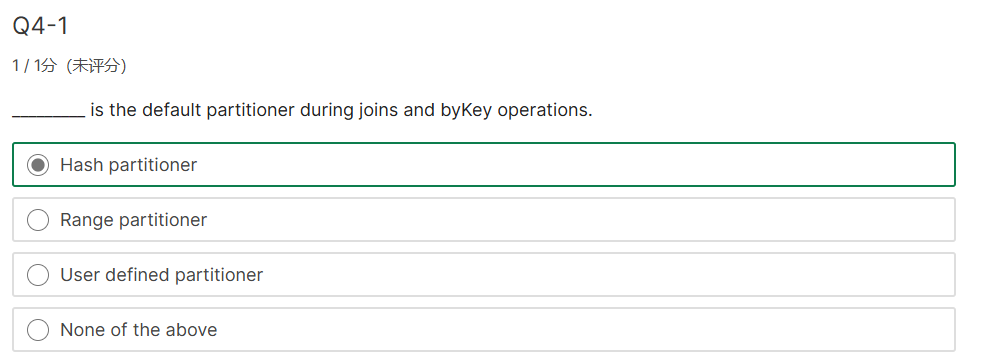 Q4-1
1 / 1分 (未评分)
_________ is the default partitioner during joins and byKey operations.
Hash partitioner
Range partitioner
User defined partitioner
None of the above